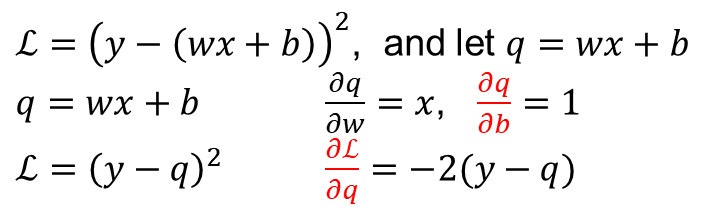 ℒ = (y − (wx + b))², and let q = wx + b
q = wx + b ∂q/∂w = x, ∂q/∂b = 1
ℒ = (y − q)² ∂ℒ/∂q = −2(y − q)